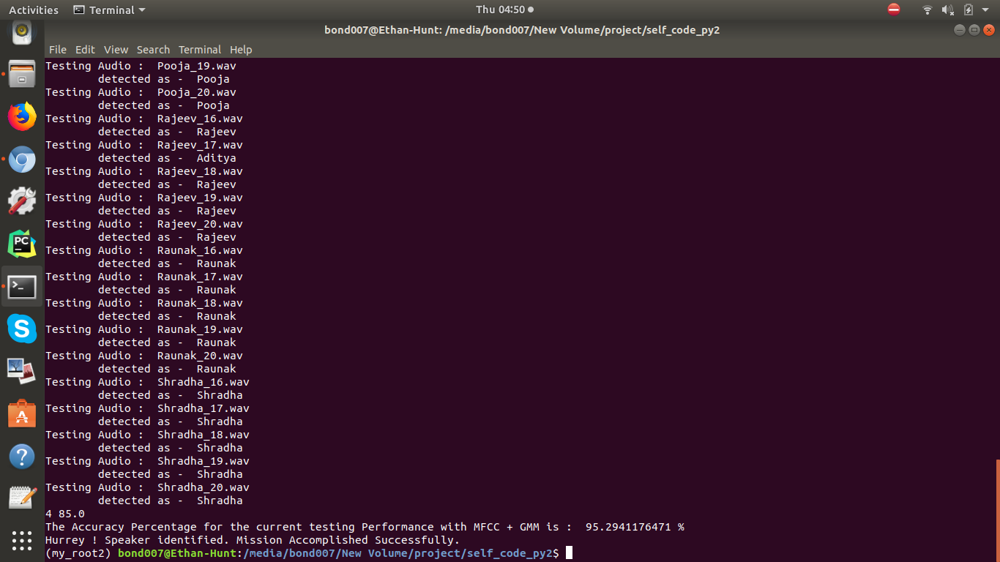 Activities Terminal Thu 04:50
bond007@Ethan-Hunt: /media/bond007/New Volume/project/self_code_py2
File Edit View Search Terminal Help
Testing Audio :  Pooja_19.wav
        detected as -  Pooja
Testing Audio :  Pooja_20.wav
        detected as -  Pooja
Testing Audio :  Rajeev_16.wav
        detected as -  Rajeev
Testing Audio :  Rajeev_17.wav
        detected as -  Aditya
Testing Audio :  Rajeev_18.wav
        detected as -  Rajeev
Testing Audio :  Rajeev_19.wav
        detected as -  Rajeev
Testing Audio :  Rajeev_20.wav
        detected as -  Rajeev
Testing Audio :  Raunak_16.wav
        detected as -  Raunak
Testing Audio :  Raunak_17.wav
        detected as -  Raunak
Testing Audio :  Raunak_18.wav
        detected as -  Raunak
Testing Audio :  Raunak_19.wav
        detected as -  Raunak
Testing Audio :  Raunak_20.wav
        detected as -  Raunak
Testing Audio :  Shradha_16.wav
        detected as -  Shradha
Testing Audio :  Shradha_17.wav
        detected as -  Shradha
Testing Audio :  Shradha_18.wav
        detected as -  Shradha
Testing Audio :  Shradha_19.wav
        detected as -  Shradha
Testing Audio :  Shradha_20.wav
        detected as -  Shradha
4 85.0
The Accuracy Percentage for the current testing Performance with MFCC + GMM is :  95.2941176471 %
Hurrey ! Speaker identified. Mission Accomplished Successfully.
(my_root2) bond007@Ethan-Hunt:/media/bond007/New Volume/project/self_code_py2$
PC
S
A
?